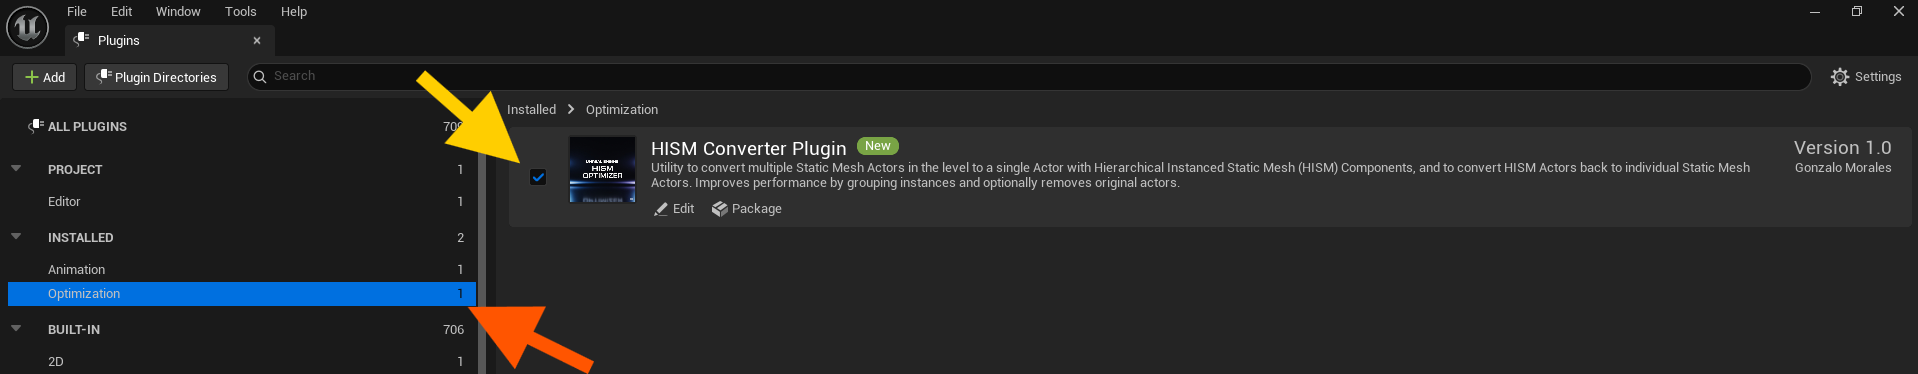 File Edit Window Tools Help
Plugins
Add Plugin Directories Search Settings
Installed > Optimization
ALL PLUGINS
PROJECT 1
Editor 1
INSTALLED 2
Animation 1
Optimization 1
BUILT-IN 706
2D 1
HISM
OPTIMIZER
HISM Converter Plugin New
Utility to convert multiple Static Mesh Actors in the level to a single Actor with Hierarchical Instanced Static Mesh (HISM) Components, and to convert HISM Actors back to individual Static Mesh
Actors. Improves performance by grouping instances and optionally removes original actors.
Edit Package
Version 1.0
Gonzalo Morales